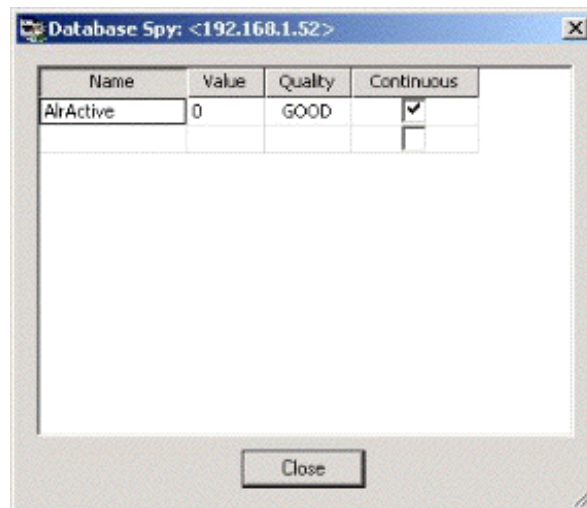 Database Spy: <192.168.1.52>
Name Value Quality Continuous
AlrActive 0 GOOD
Close